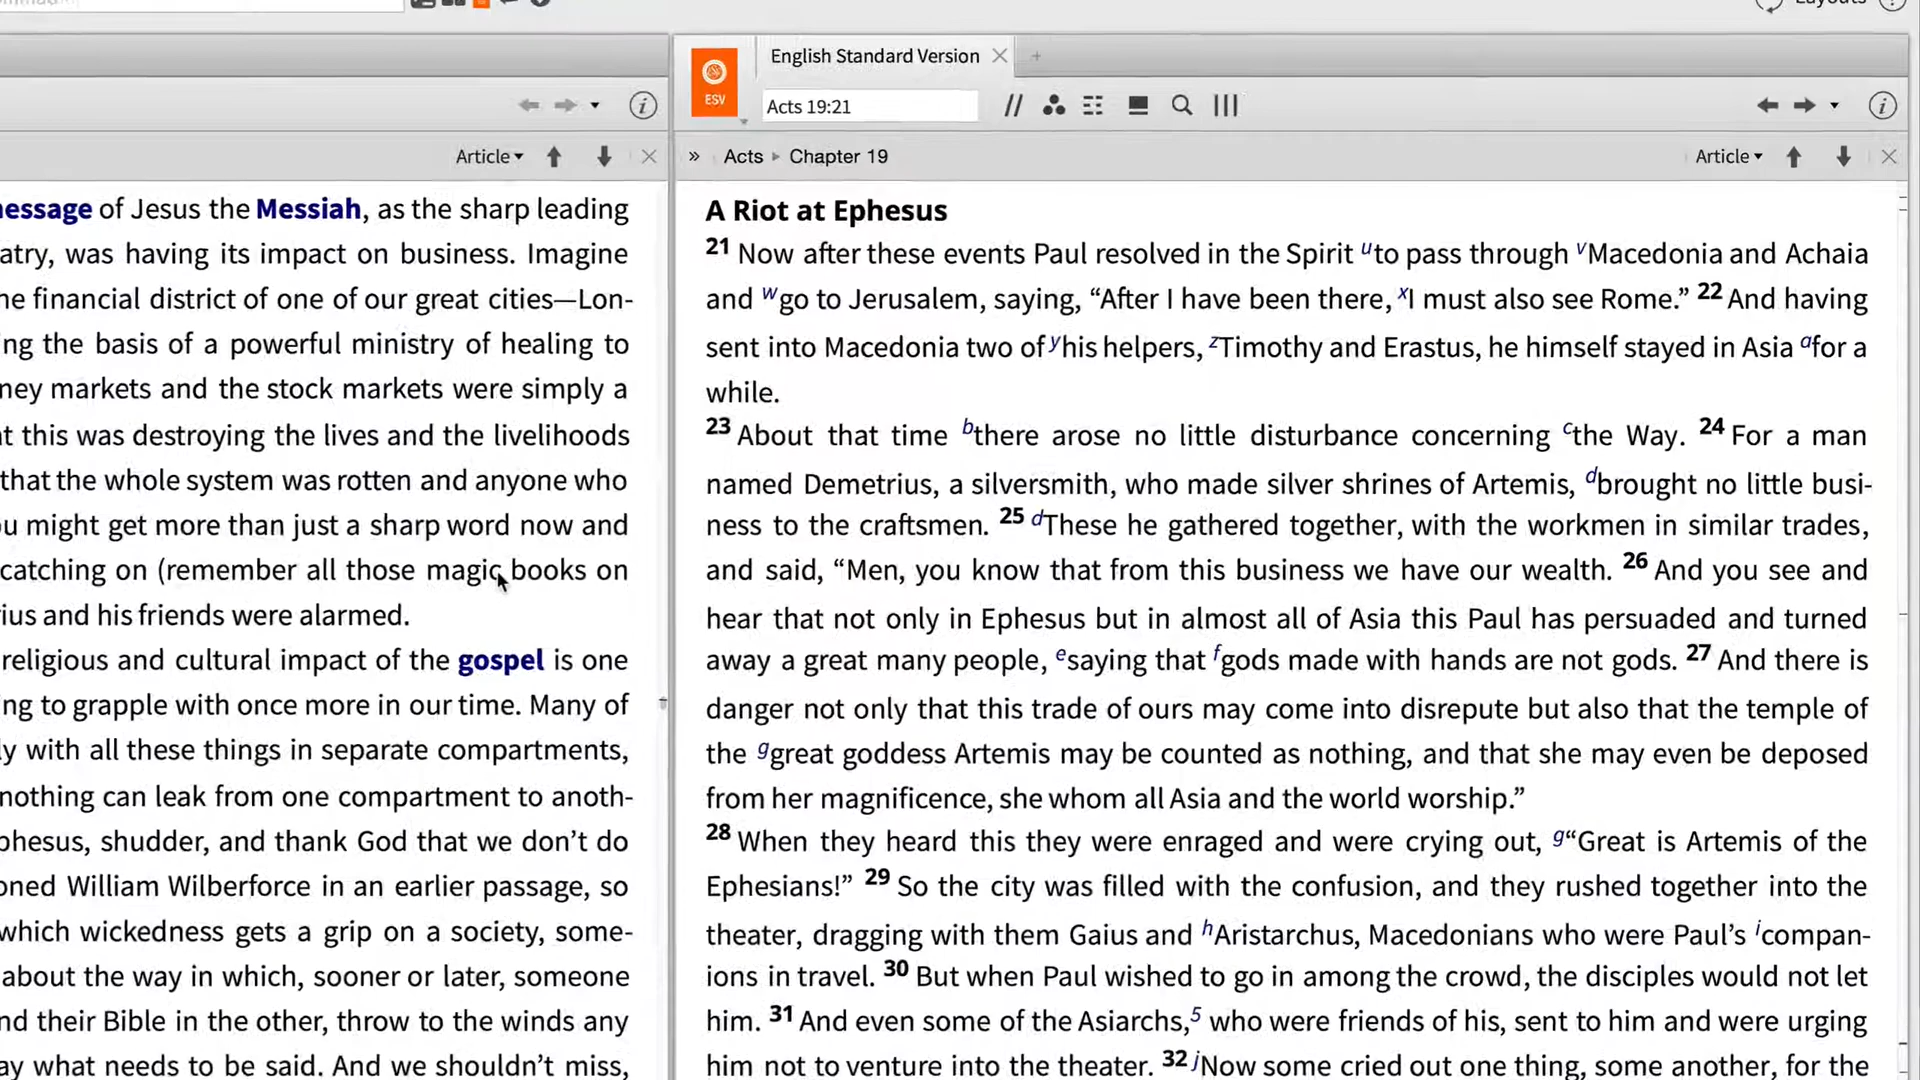 Layouts
English Standard Version
ESV
Acts 19:21
Article
Acts Chapter 19
Article
essage of Jesus the Messiah, as the sharp leading
atry, was having its impact on business. Imagine
he financial district of one of our great cities—Lon-
ing the basis of a powerful ministry of healing to
ney markets and the stock markets were simply a
t this was destroying the lives and the livelihoods
that the whole system was rotten and anyone who
u might get more than just a sharp word now and
catching on (remember all those magic books on
rius and his friends were alarmed.
religious and cultural impact of the gospel is one
ing to grapple with once more in our time. Many of
ly with all these things in separate compartments,
nothing can leak from one compartment to anoth-
phesus, shudder, and thank God that we don’t do
oned William Wilberforce in an earlier passage, so
which wickedness gets a grip on a society, some-
about the way in which, sooner or later, someone
nd their Bible in the other, throw to the winds any
ay what needs to be said. And we shouldn’t miss,
A Riot at Ephesus
21 Now after these events Paul resolved in the Spirit uto pass through vMacedonia and Achaia
and wgo to Jerusalem, saying, “After I have been there, xI must also see Rome.” 22 And having
sent into Macedonia two of yhis helpers, zTimothy and Erastus, he himself stayed in Asia afor a
while.
23 About that time bthere arose no little disturbance concerning cthe Way. 24 For a man
named Demetrius, a silversmith, who made silver shrines of Artemis, dbrought no little busi-
ness to the craftsmen. 25 dThese he gathered together, with the workmen in similar trades,
and said, “Men, you know that from this business we have our wealth. 26 And you see and
hear that not only in Ephesus but in almost all of Asia this Paul has persuaded and turned
away a great many people, esaying that fgods made with hands are not gods. 27 And there is
danger not only that this trade of ours may come into disrepute but also that the temple of
the ggreat goddess Artemis may be counted as nothing, and that she may even be deposed
from her magnificence, she whom all Asia and the world worship.”
28 When they heard this they were enraged and were crying out, g“Great is Artemis of the
Ephesians!” 29 So the city was filled with the confusion, and they rushed together into the
theater, dragging with them Gaius and hAristarchus, Macedonians who were Paul’s icompan-
ions in travel. 30 But when Paul wished to go in among the crowd, the disciples would not let
him. 31 And even some of the Asiarchs,5 who were friends of his, sent to him and were urging
him not to venture into the theater. 32 jNow some cried out one thing, some another, for the